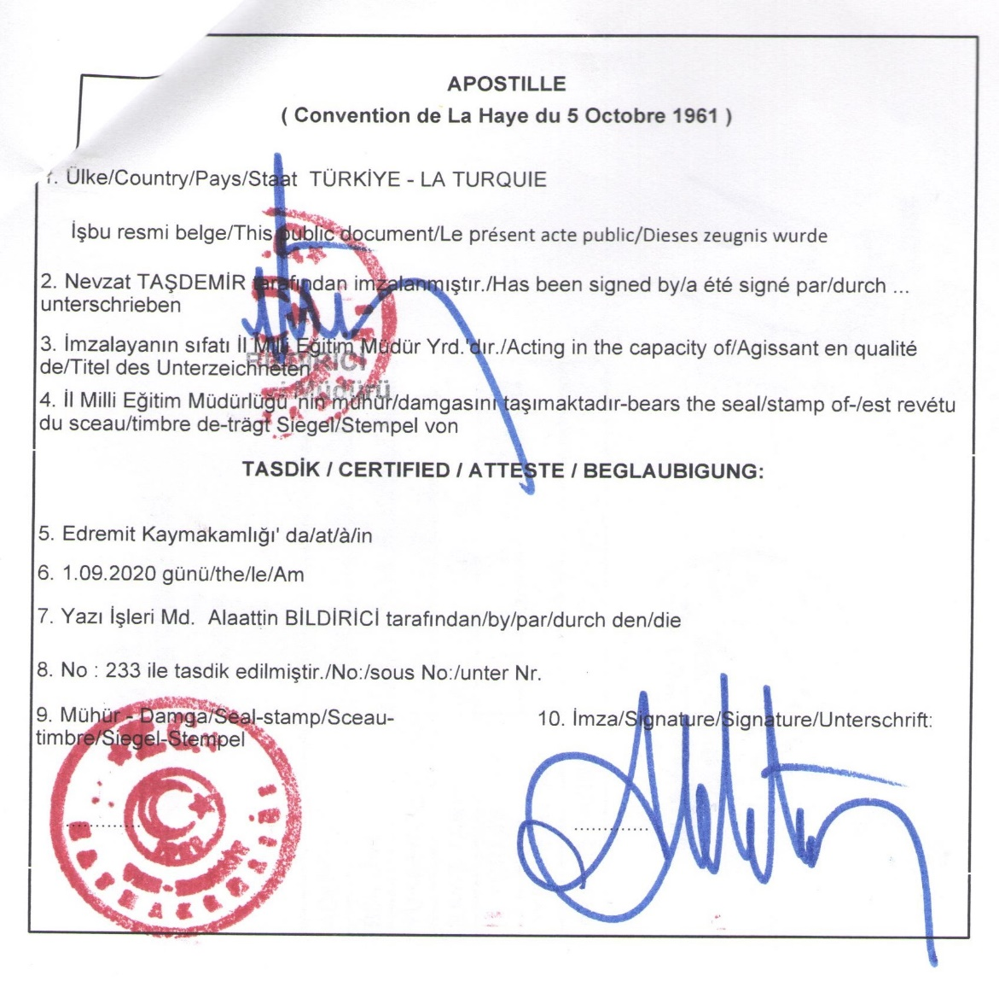 APOSTILLE
( Convention de La Haye du 5 Octobre 1961 )
1. Ülke/Country/Pays/Staat TÜRKİYE - LA TURQUIE
İşbu resmi belge/This public document/Le présent acte public/Dieses zeugnis wurde
2. Nevzat TAŞDEMİR tarafından imzalanmıştır./Has been signed by/a été signé par/durch ...
unterschrieben
3. İmzalayanın sıfatı İl Milli Eğitim Müdür Yrd.'dır./Acting in the capacity of/Agissant en qualité
de/Titel des Unterzeichneten
4. İl Milli Eğitim Müdürlüğü'nin mühür/damgasını taşımaktadır-bears the seal/stamp of-/est revétu
du sceau/timbre de-trägt Siegel/Stempel von
TASDİK / CERTIFIED / ATTESTE / BEGLAUBIGUNG:
5. Edremit Kaymakamlığı' da/at/à/in
6. 1.09.2020 günü/the/le/Am
7. Yazı İşleri Md. Alaattin BİLDİRİCİ tarafından/by/par/durch den/die
8. No : 233 ile tasdik edilmiştir./No:/sous No:/unter Nr.
9. Mühür - Damga/Seal-stamp/Sceau-
timbre/Siegel-Stempel
10. İmza/Signature/Signature/Unterschrift: